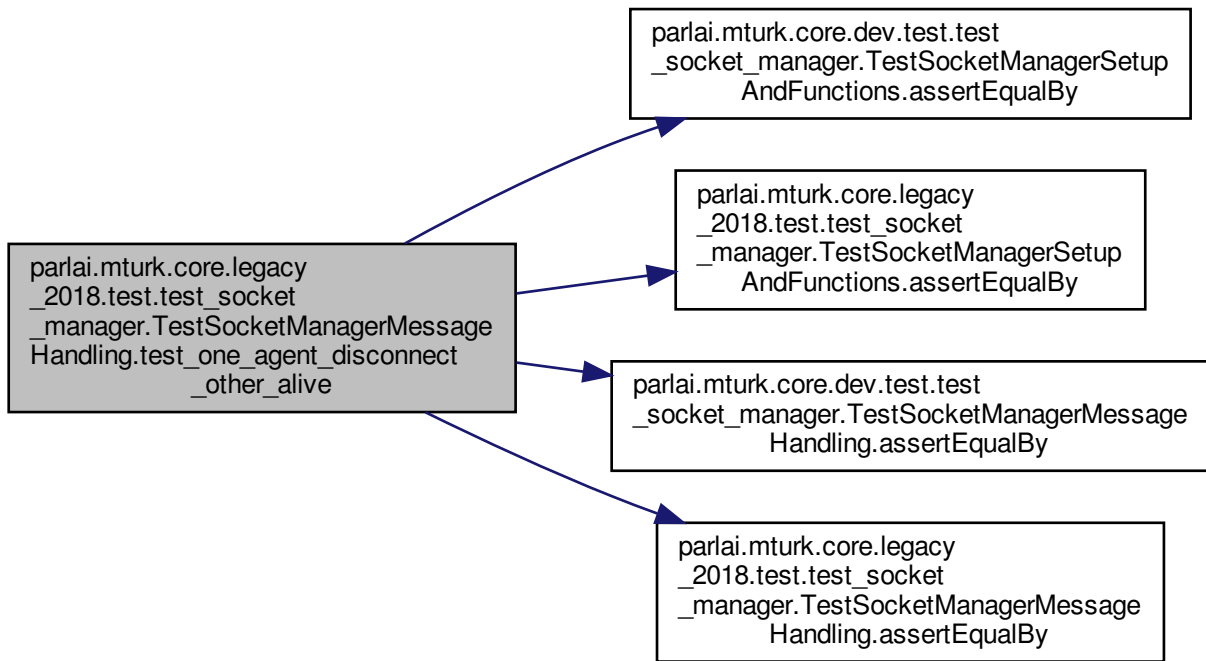 parlai.mturk.core.legacy
_2018.test.test_socket
_manager.TestSocketManagerMessage
Handling.test_one_agent_disconnect
_other_alive
parlai.mturk.core.dev.test.test
_socket_manager.TestSocketManagerSetup
AndFunctions.assertEqualBy
parlai.mturk.core.legacy
_2018.test.test_socket
_manager.TestSocketManagerSetup
AndFunctions.assertEqualBy
parlai.mturk.core.dev.test.test
_socket_manager.TestSocketManagerMessage
Handling.assertEqualBy
parlai.mturk.core.legacy
_2018.test.test_socket
_manager.TestSocketManagerMessage
Handling.assertEqualBy